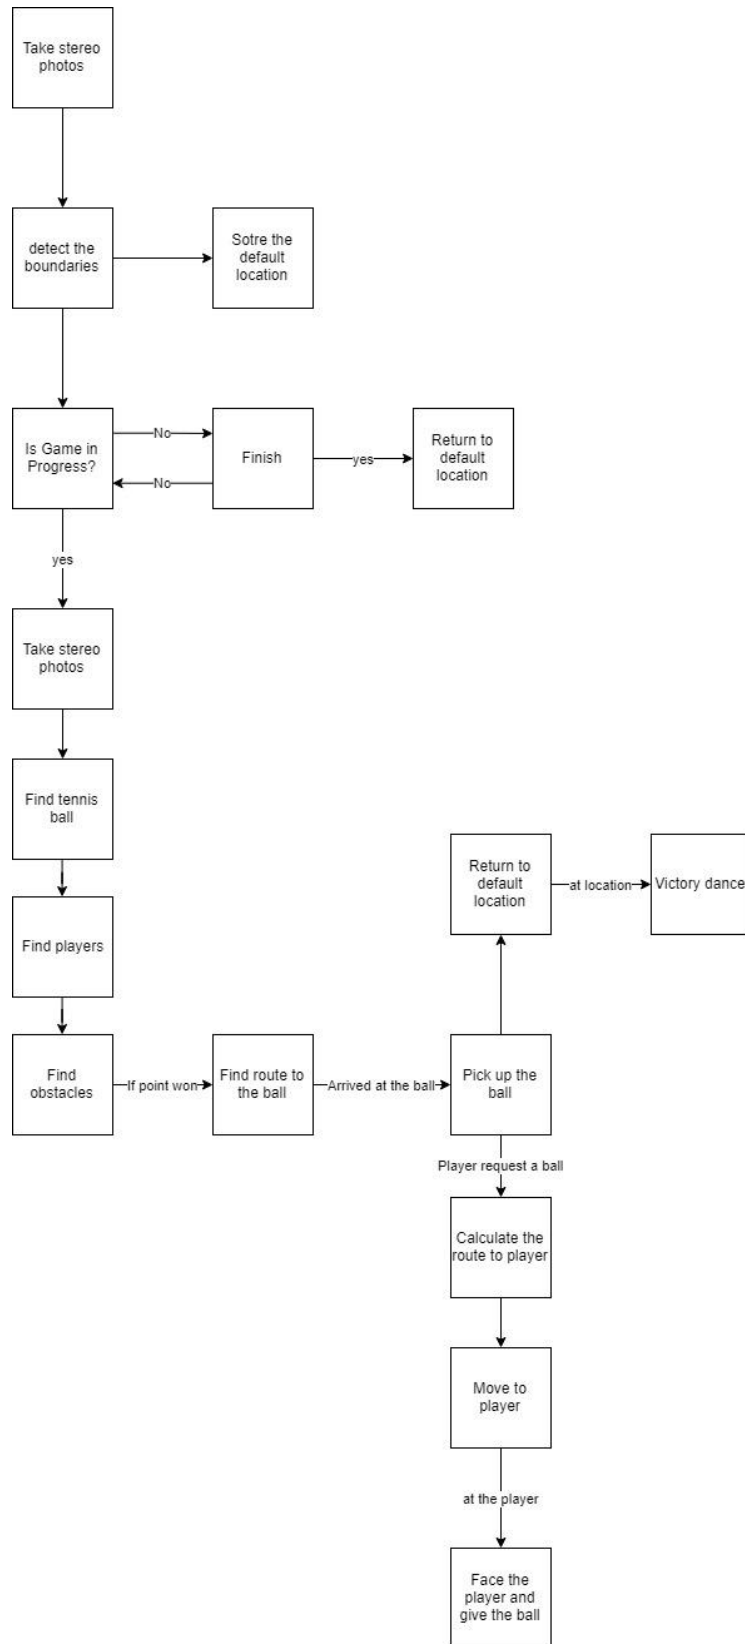 Take stereo
photos
detect the
boundaries
Sotre the
default
location
Is Game in
Progress?
No
No
Finish
yes
Return to
default
location
yes
Take stereo
photos
Find tennis
ball
Find players
Find
obstacles
If point won
Find route to
the ball
Arrived at the ball
Pick up the
ball
Return to
default
location
at location
Victory dance
Player request a ball
Calculate the
route to player
Move to
player
at the player
Face the
player and
give the ball